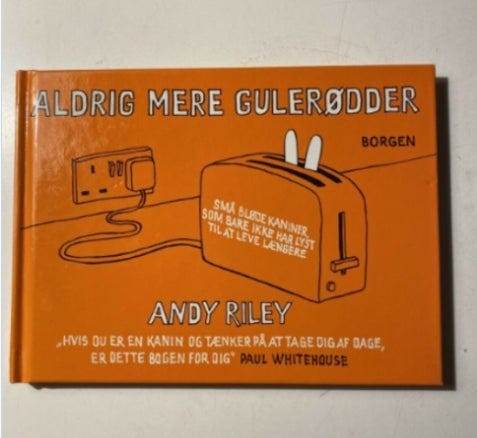 ALDRIG MERE GULERØDDER
BORGEN
SMÅ BLØDE KANINER,
SOM BARE IKKE HAR LYST
TIL AT LEVE LÆNGERE
ANDY RILEY
„HVIS DU ER EN KANIN OG TÆNKER PÅ AT TAGE DIG AF DAGE,
ER DETTE BOGEN FOR DIG" PAUL WHITEHOUSE